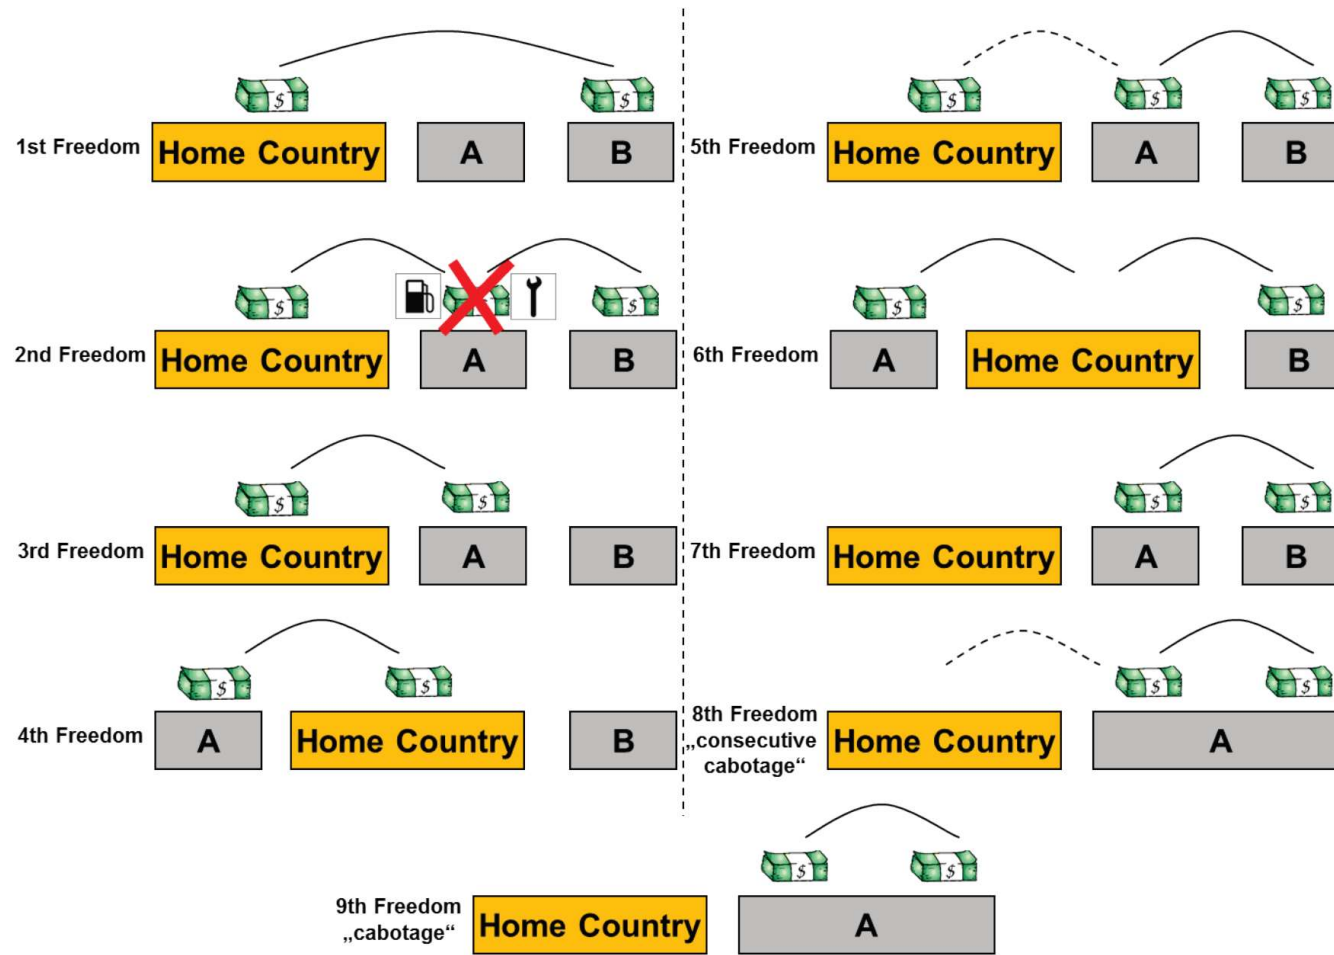 $ $
1st Freedom Home Country A B
$ $ $
2nd Freedom Home Country A B
$ $
3rd Freedom Home Country A B
$ $
4th Freedom A Home Country B
$ $ $
5th Freedom Home Country A B
$ $
6th Freedom A Home Country B
$ $
7th Freedom Home Country A B
$ $
8th Freedom
„consecutive
cabotage“
Home Country A
$ $
9th Freedom
„cabotage“
Home Country A